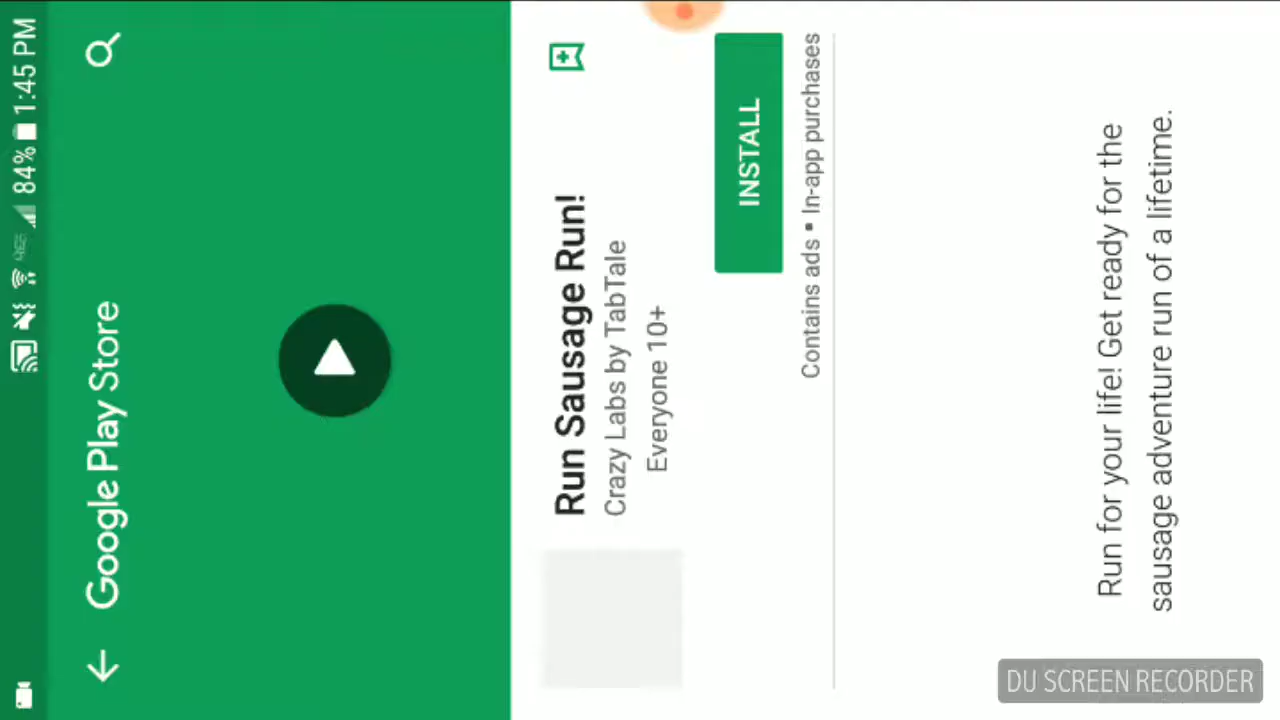 84% 1:45 PM
Google Play Store
Run Sausage Run!
Crazy Labs by TabTale
Everyone 10+
INSTALL
Contains ads • In-app purchases
Run for your life! Get ready for the
sausage adventure run of a lifetime.
DU SCREEN RECORDER